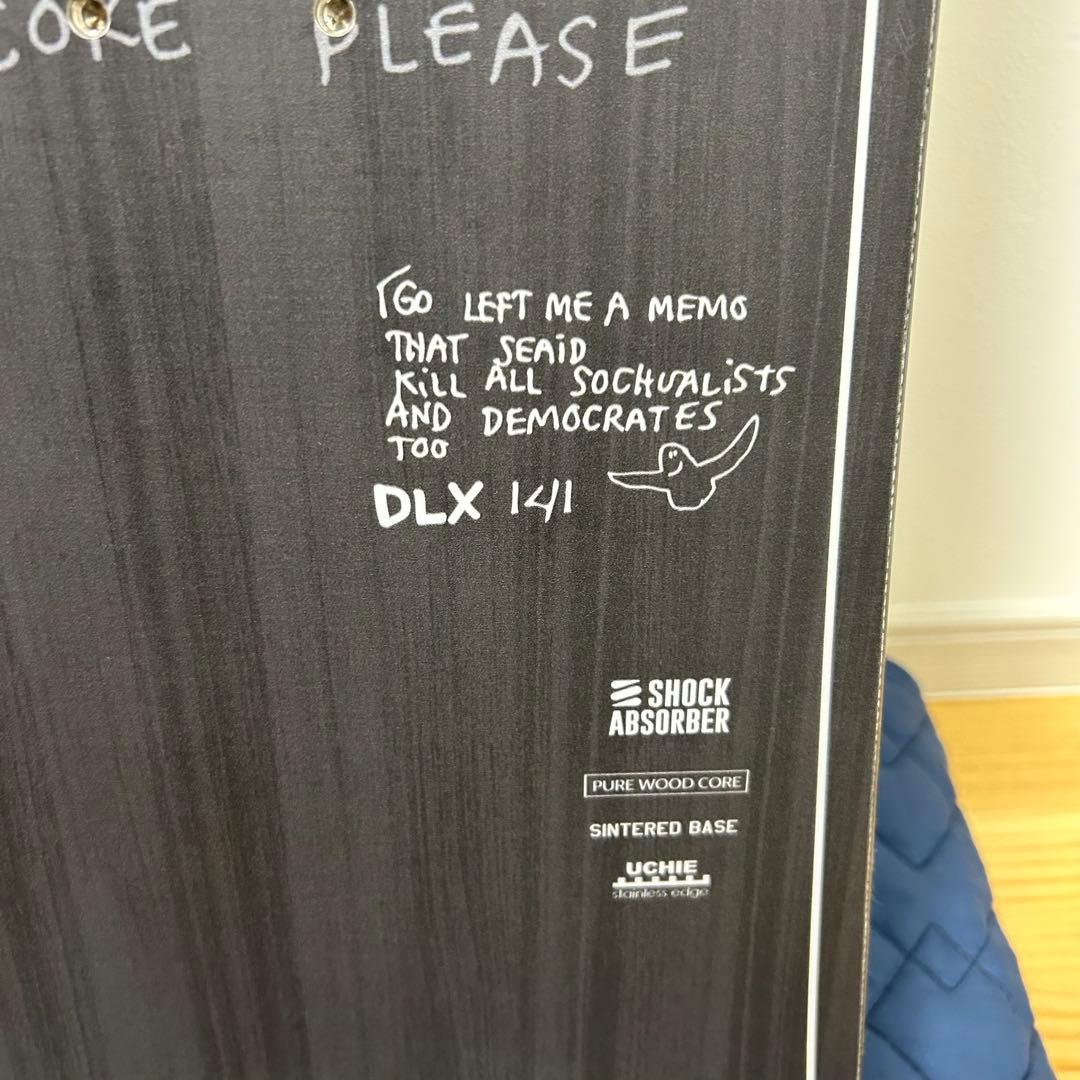 CORE PLEASE
GO LEFT ME A MEMO
THAT SEAiD
KiLL ALL SOCHUALiSTS
AND DEMOCRATES
TOO
DLX 141
SHOCK
ABSORBER
PURE WOOD CORE
SINTERED BASE
UCHIE
stainless edge